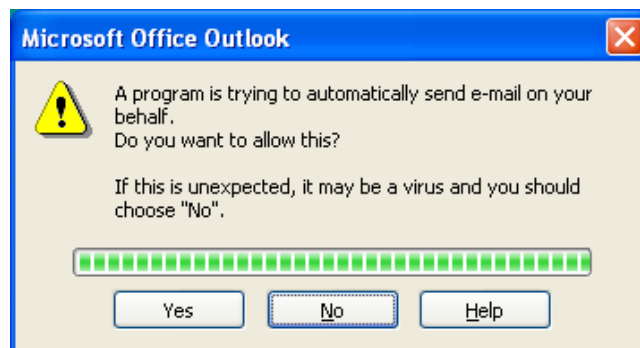 Microsoft Office Outlook
A program is trying to automatically send e-mail on your
behalf.
Do you want to allow this?
If this is unexpected, it may be a virus and you should
choose "No".
Yes No Help